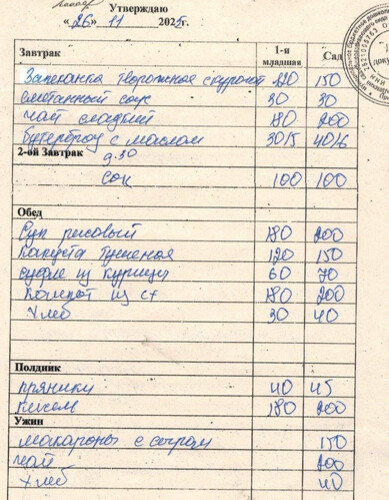 Утверждаю
«26» 11 2025г.
Завтрак 1-я младшая Сад
Запеканка творожная с курагой 120 150
сметанный соус 30 30
чай сладкий 180 200
бутерброд с маслом 30/5 40/6
2-ой Завтрак
9.30
сок 100 100
Обед
Суп рисовый 180 200
капуста тушеная 120 150
суфле из курицы 60 70
Компот из с/х 180 200
Хлеб 30 40
Полдник
пряники 40 45
кисель 180 200
Ужин
макароны с сыром 150
чай 200
Хлеб 40